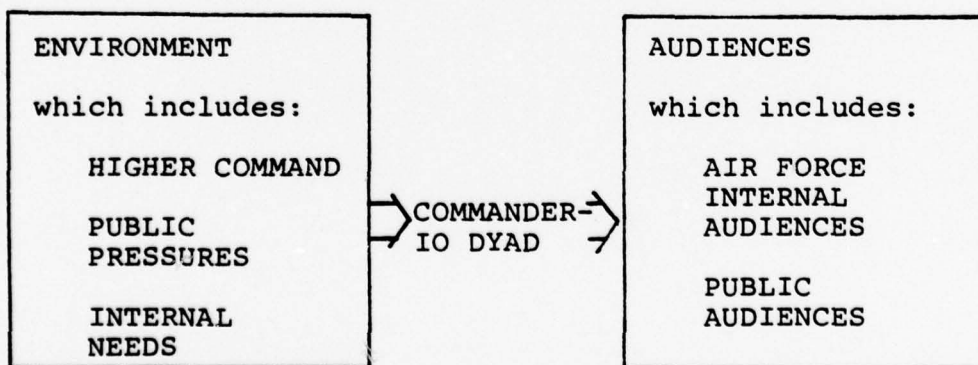 ENVIRONMENT
which includes:
HIGHER COMMAND
PUBLIC
PRESSURES
INTERNAL
NEEDS
COMMANDER-
IO DYAD
AUDIENCES
which includes:
AIR FORCE
INTERNAL
AUDIENCES
PUBLIC
AUDIENCES